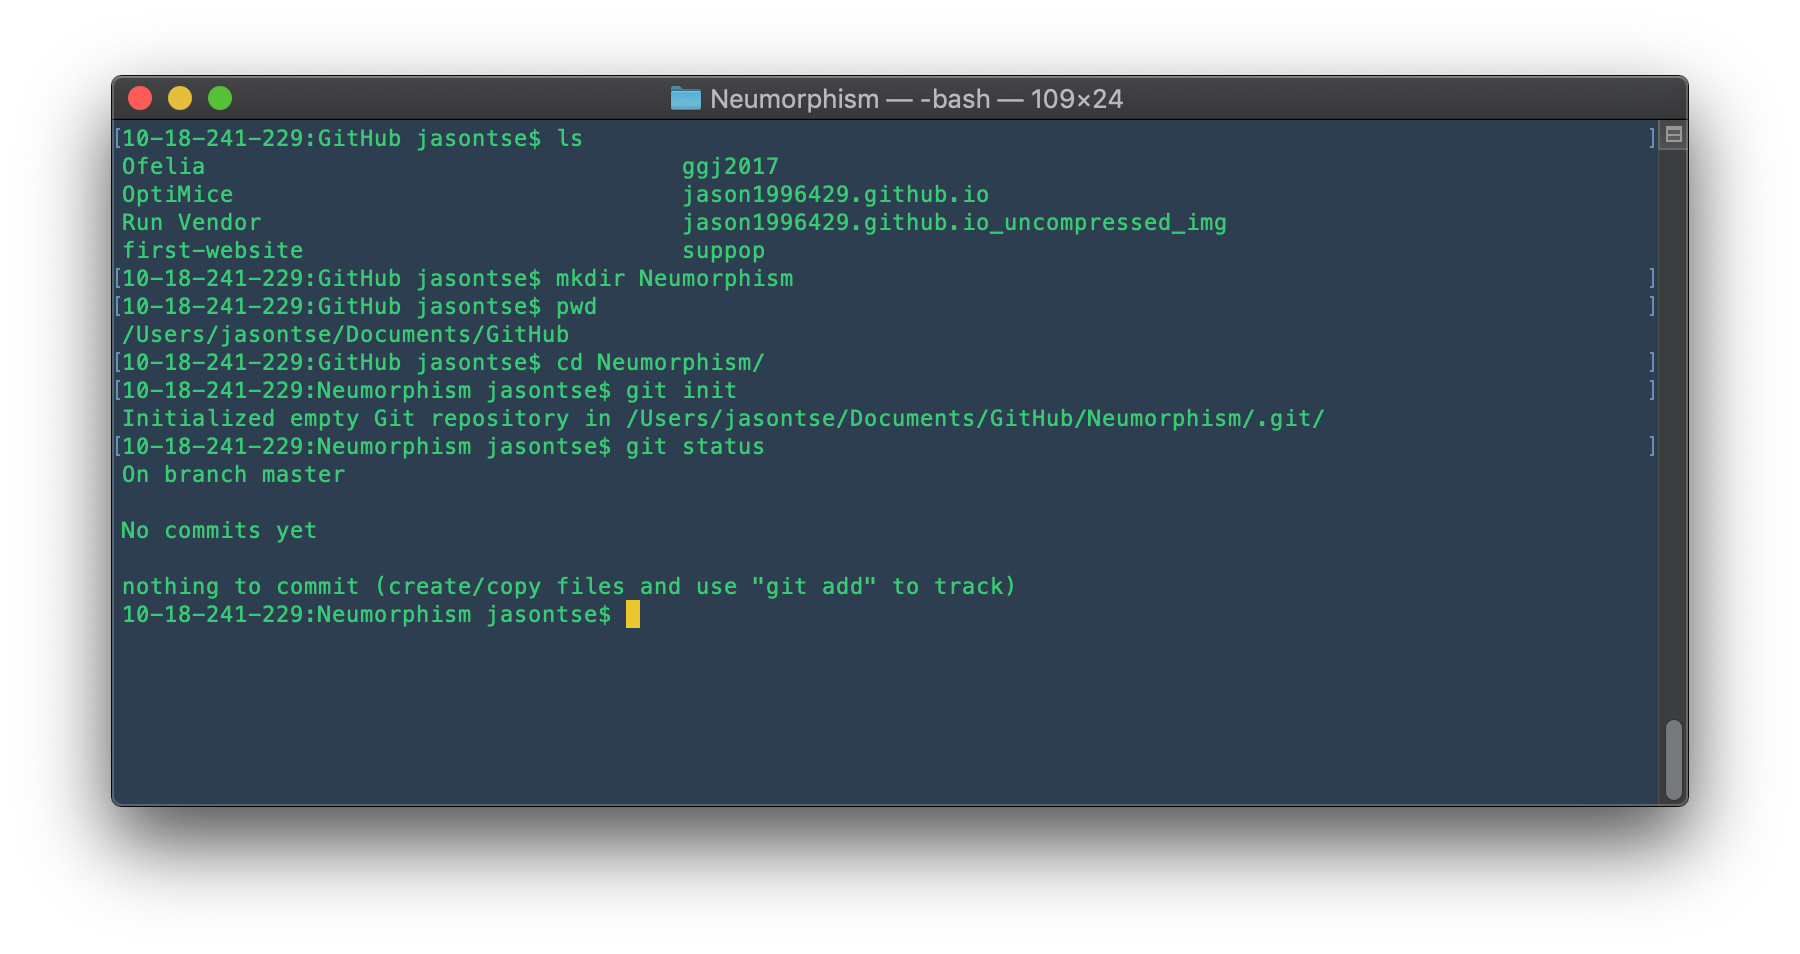 Neumorphism — -bash — 109×24
[10-18-241-229:GitHub jasontse$ ls ]
Ofelia ggj2017
OptiMice jason1996429.github.io
Run Vendor jason1996429.github.io_uncompressed_img
first-website suppop
[10-18-241-229:GitHub jasontse$ mkdir Neumorphism ]
[10-18-241-229:GitHub jasontse$ pwd ]
/Users/jasontse/Documents/GitHub
[10-18-241-229:GitHub jasontse$ cd Neumorphism/ ]
[10-18-241-229:Neumorphism jasontse$ git init ]
Initialized empty Git repository in /Users/jasontse/Documents/GitHub/Neumorphism/.git/
[10-18-241-229:Neumorphism jasontse$ git status ]
On branch master
No commits yet
nothing to commit (create/copy files and use "git add" to track)
10-18-241-229:Neumorphism jasontse$